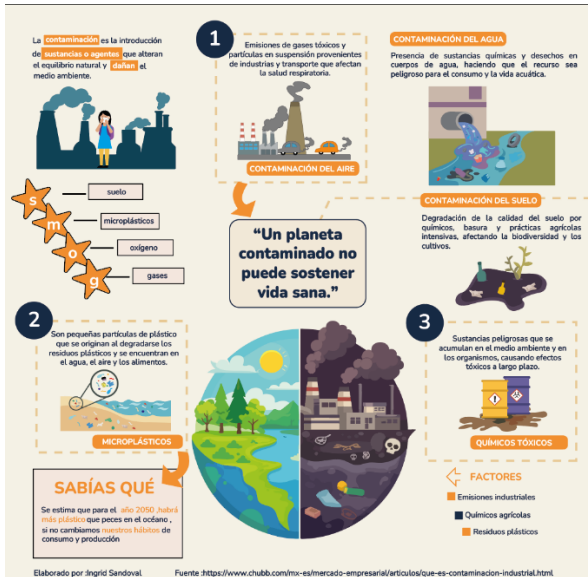 La contaminación es la introducción
de sustancias o agentes que alteran
el equilibrio natural y dañan el
medio ambiente.
1
Emisiones de gases tóxicos y
partículas en suspensión provenientes
de industrias y transporte que afectan
la salud respiratoria.
CONTAMINACIÓN DEL AIRE
CONTAMINACIÓN DEL AGUA
Presencia de sustancias químicas y desechos en
cuerpos de agua, haciendo que el recurso sea
peligroso para el consumo y la vida acuática.
s
suelo
m
microplásticos
o
oxígeno
g
gases
"Un planeta
contaminado no
puede sostener
vida sana."
CONTAMINACIÓN DEL SUELO
Degradación de la calidad del suelo por
químicos, basura y prácticas agrícolas
intensivas, afectando la biodiversidad y los
cultivos.
2
Son pequeñas partículas de plástico
que se originan al degradarse los
residuos plásticos y se encuentran en
el agua, el aire y los alimentos.
MICROPLÁSTICOS
3
Sustancias peligrosas que se
acumulan en el medio ambiente y en
los organismos, causando efectos
tóxicos a largo plazo.
QUÍMICOS TÓXICOS
SABÍAS QUÉ
Se estima que para el año 2050 ,habrá
más plástico que peces en el océano ,
si no cambiamos nuestros hábitos de
consumo y producción
FACTORES
Emisiones industriales
Químicos agrícolas
Residuos plásticos
Elaborado por :Ingrid Sandoval
Fuente :https://www.chubb.com/mx-es/mercado-empresarial/articulos/que-es-contaminacion-industrial.html